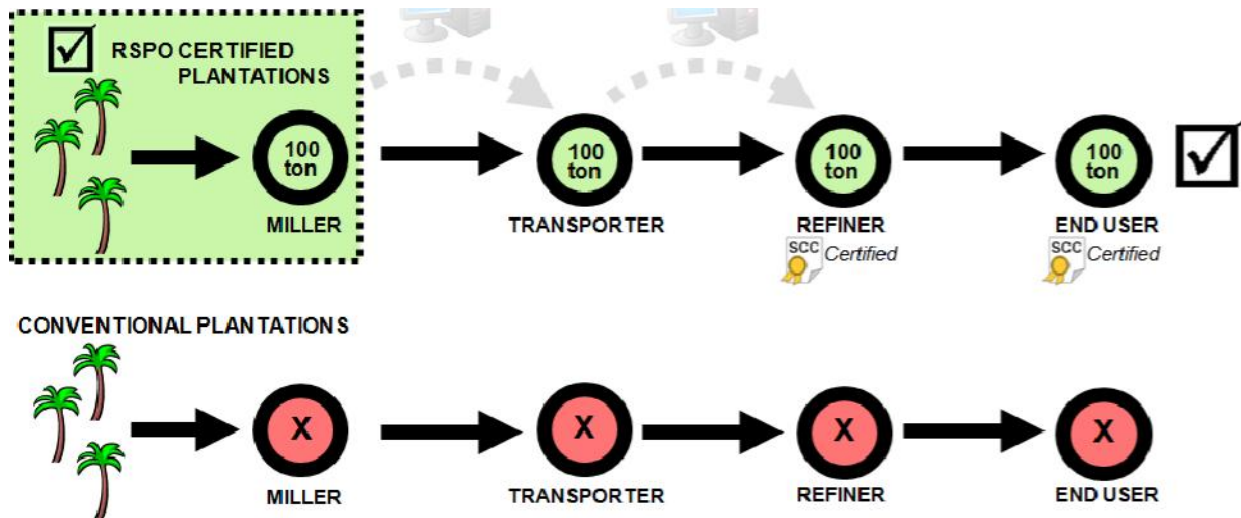 RSPO CERTIFIED
PLANTATIONS
100
ton
100
ton
100
ton
100
ton
MILLER
TRANSPORTER
REFINER
END USER
SCC
Certified
SCC
Certified
CONVENTIONAL PLANTATIONS
X
X
X
X
MILLER
TRANSPORTER
REFINER
END USER